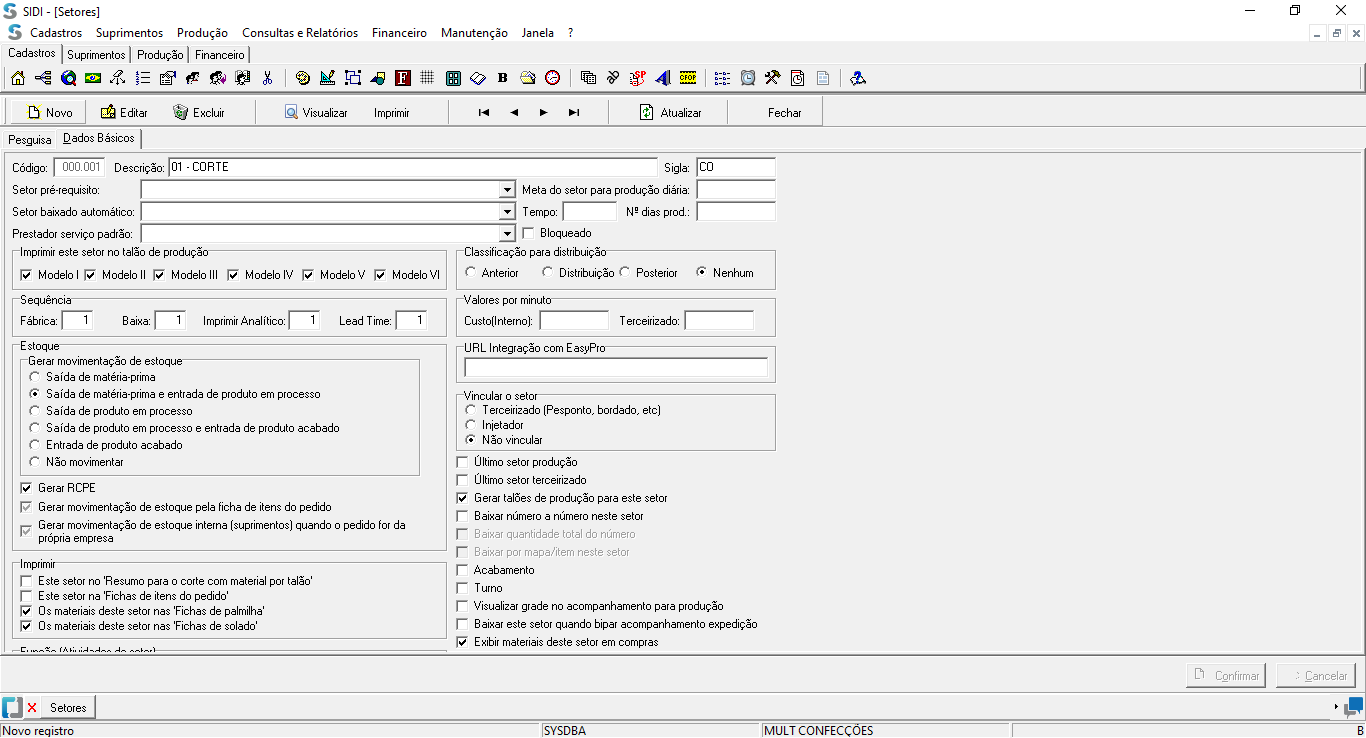 SIDI - [Setores]
Cadastros Suprimentos Produção Consultas e Relatórios Financeiro Manutenção Janela ?
Cadastros Suprimentos Produção Financeiro
Novo Editar Excluir Visualizar Imprimir Atualizar Fechar
Pesquisa Dados Básicos
Código: 000.001 Descrição: 01 - CORTE Sigla: CO
Setor pré-requisito: Meta do setor para produção diária:
Setor baixado automático: Tempo: Nº dias prod.:
Prestador serviço padrão: Bloqueado
Imprimir este setor no talão de produção
Modelo I Modelo II Modelo III Modelo IV Modelo V Modelo VI
Classificação para distribuição
Anterior Distribuição Posterior Nenhum
Sequência
Fábrica: 1 Baixa: 1 Imprimir Analítico: 1 Lead Time: 1
Valores por minuto
Custo(Interno): Terceirizado:
Estoque
Gerar movimentação de estoque
Saída de matéria-prima
Saída de matéria-prima e entrada de produto em processo
Saída de produto em processo
Saída de produto em processo e entrada de produto acabado
Entrada de produto acabado
Não movimentar
Gerar RCPE
Gerar movimentação de estoque pela ficha de itens do pedido
Gerar movimentação de estoque interna (suprimentos) quando o pedido for da
própria empresa
Imprimir
Este setor no 'Resumo para o corte com material por talão'
Este setor na 'Fichas de itens do pedido'
Os materiais deste setor nas 'Fichas de palmilha'
Os materiais deste setor nas 'Fichas de solado'
Função (Atividades do setor)
URL Integração com EasyPro
Vincular o setor
Terceirizado (Pesponto, bordado, etc)
Injetador
Não vincular
Último setor produção
Último setor terceirizado
Gerar talões de produção para este setor
Baixar número a número neste setor
Baixar quantidade total do número
Baixar por mapa/item neste setor
Acabamento
Turno
Visualizar grade no acompanhamento para produção
Baixar este setor quando bipar acompanhamento expedição
Exibir materiais deste setor em compras
Confirmar Cancelar
Setores
Novo registro SYSDBA MULT CONFECÇÕES B